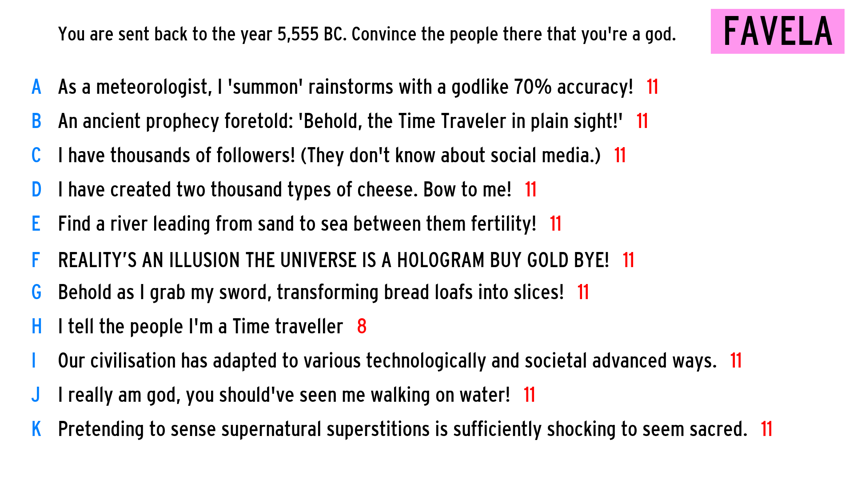 You are sent back to the year 5,555 BC. Convince the people there that you're a god.
FAVELA
A As a meteorologist, I 'summon' rainstorms with a godlike 70% accuracy! 11
B An ancient prophecy foretold: 'Behold, the Time Traveler in plain sight!' 11
C I have thousands of followers! (They don't know about social media.) 11
D I have created two thousand types of cheese. Bow to me! 11
E Find a river leading from sand to sea between them fertility! 11
F REALITY’S AN ILLUSION THE UNIVERSE IS A HOLOGRAM BUY GOLD BYE! 11
G Behold as I grab my sword, transforming bread loafs into slices! 11
H I tell the people I'm a Time traveller 8
I Our civilisation has adapted to various technologically and societal advanced ways. 11
J I really am god, you should've seen me walking on water! 11
K Pretending to sense supernatural superstitions is sufficiently shocking to seem sacred. 11